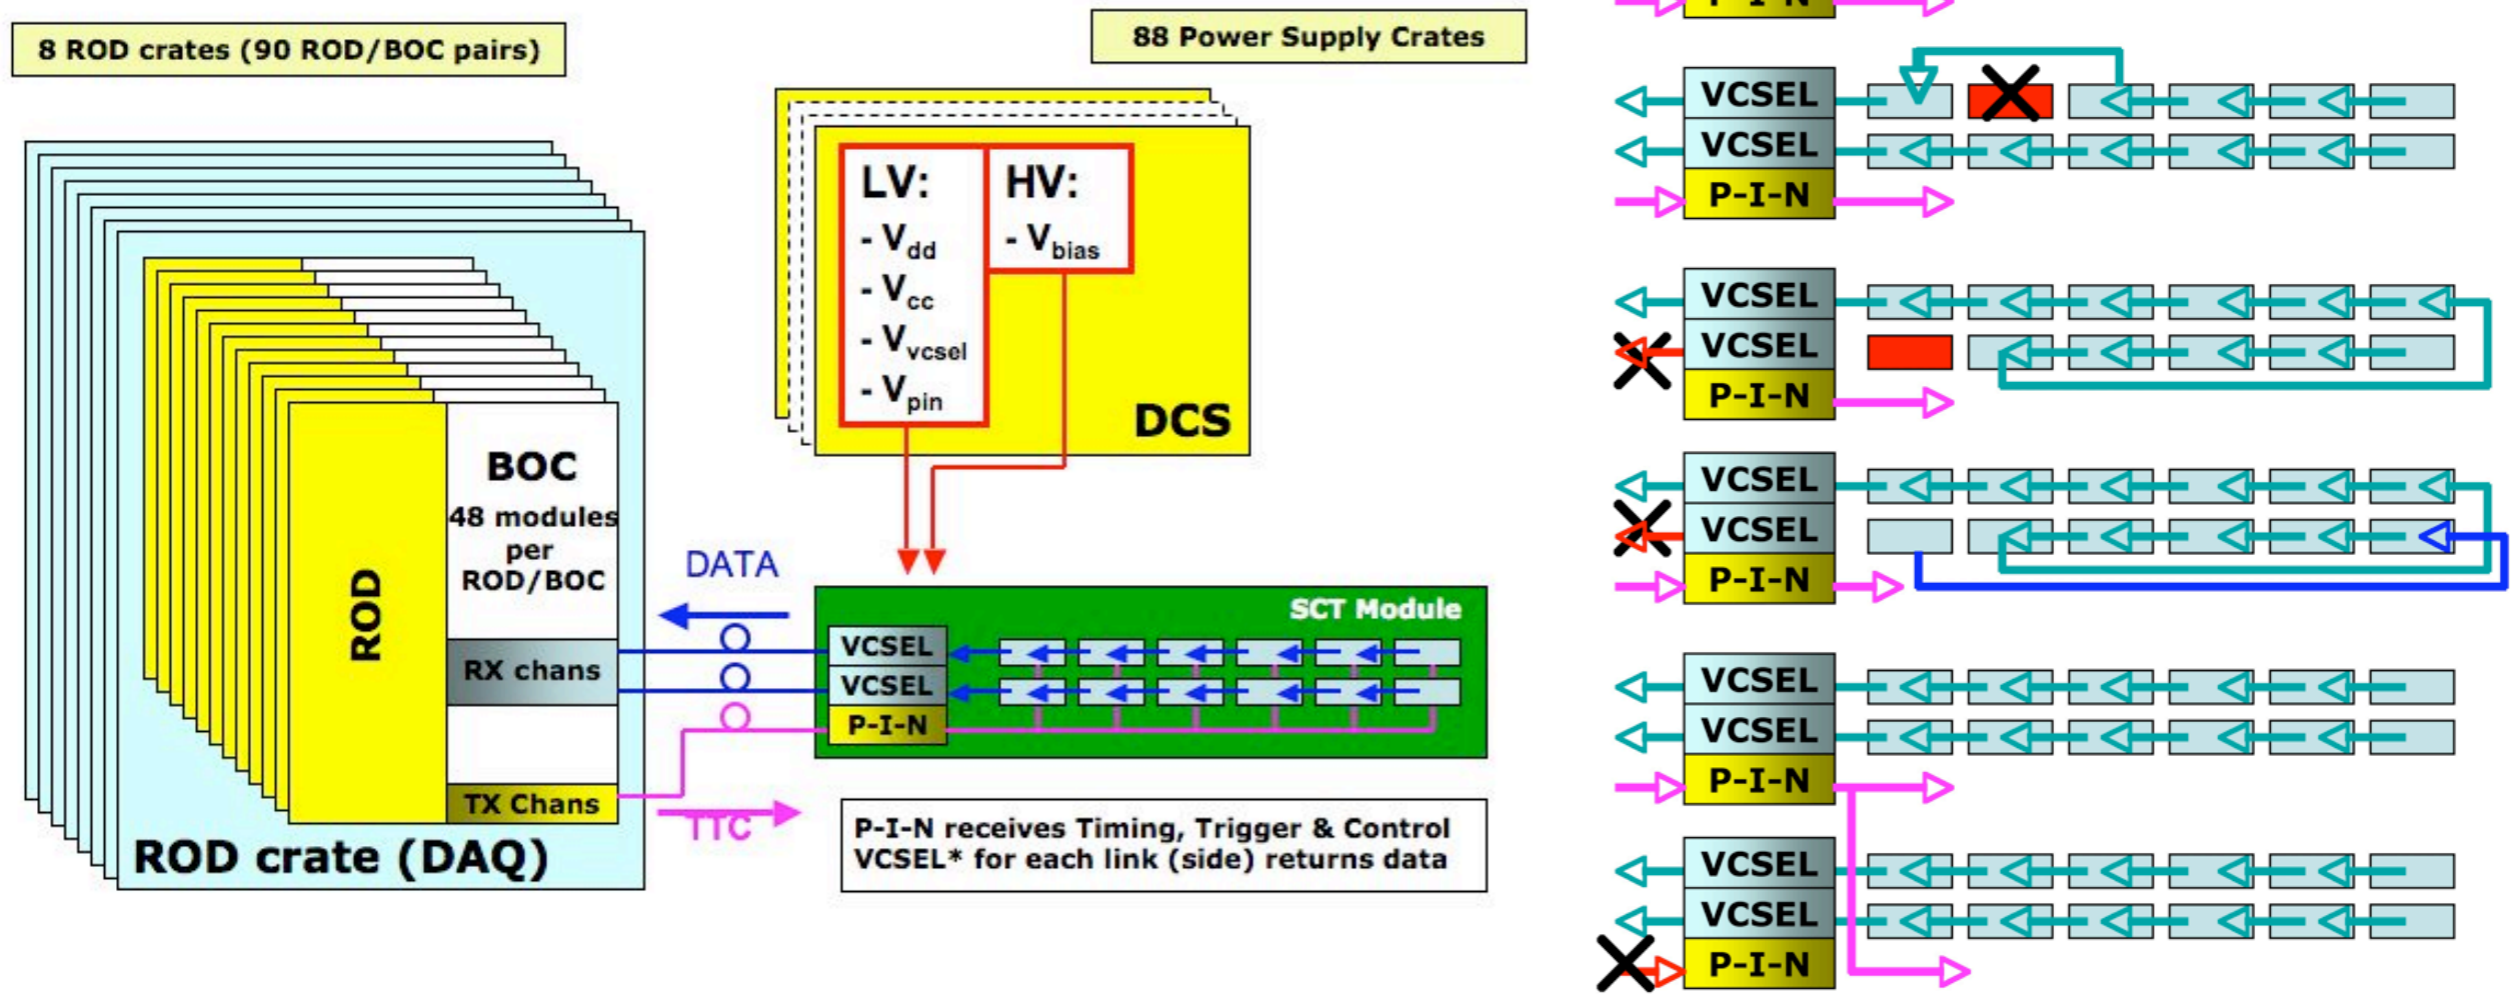 8 ROD crates (90 ROD/BOC pairs)
88 Power Supply Crates
LV:
- Vdd
- Vcc
- Vvcsel
- Vpin
HV:
- Vbias
DCS
BOC
48 modules
per
ROD/BOC
ROD
RX chans
TX Chans
ROD crate (DAQ)
DATA
TTC
SCT Module
VCSEL
VCSEL
P-I-N
P-I-N receives Timing, Trigger & Control
VCSEL* for each link (side) returns data
P-I-N
VCSEL
VCSEL
P-I-N
VCSEL
VCSEL
P-I-N
VCSEL
VCSEL
P-I-N
VCSEL
VCSEL
P-I-N
VCSEL
VCSEL
P-I-N